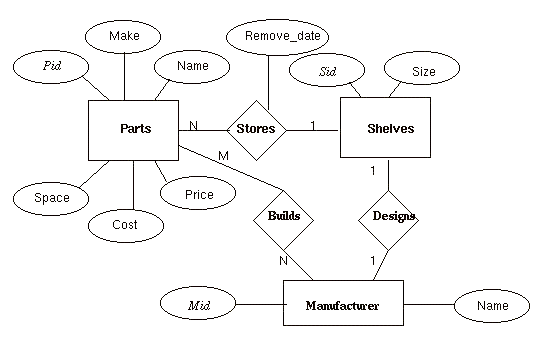 Make
Remove_date
Pid
Name
Sid
Size
Parts
N
Stores
1
Shelves
M
1
Space
Price
Cost
Builds
Designs
N
1
Mid
Manufacturer
Name